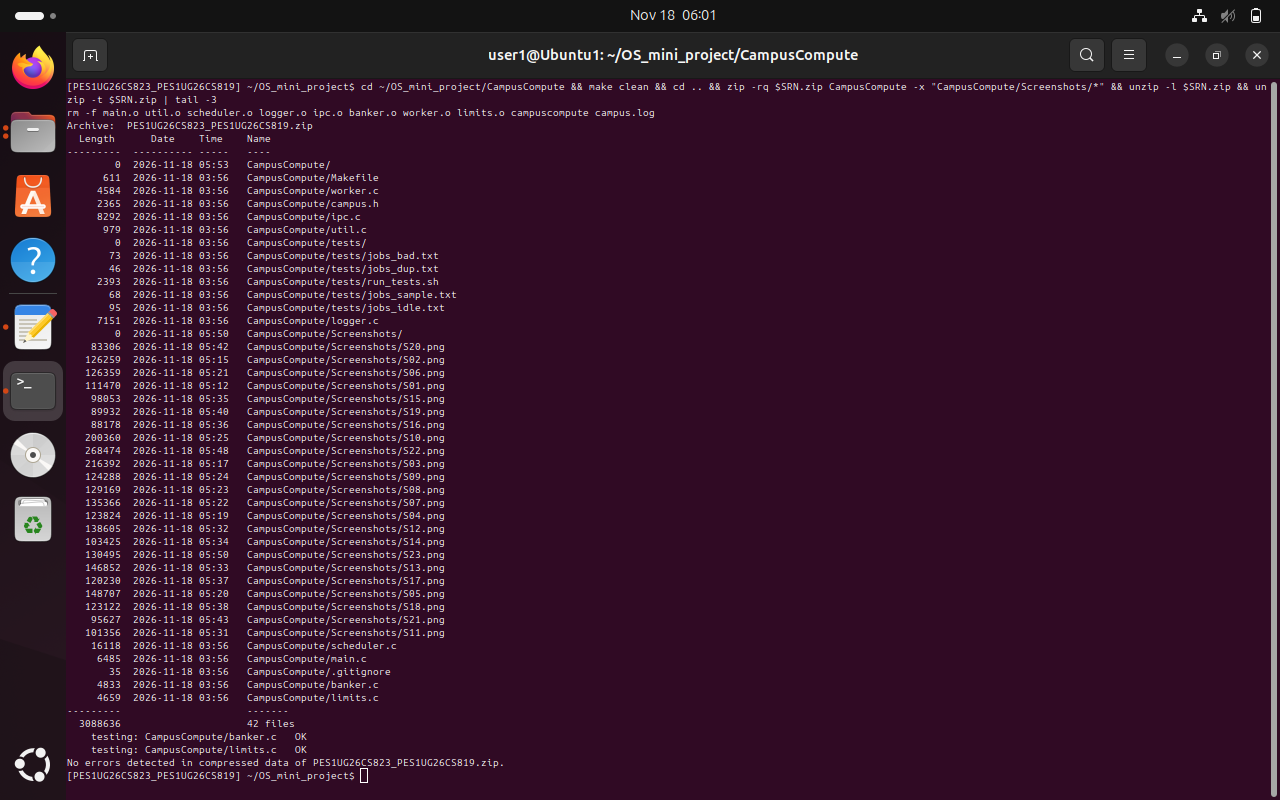 Nov 18 06:01
user1@Ubuntu1: ~/OS_mini_project/CampusCompute
[PES1UG26CS823_PES1UG26CS819] ~/OS_mini_project$ cd ~/OS_mini_project/CampusCompute && make clean && cd .. && zip -rq $SRN.zip CampusCompute -x "CampusCompute/Screenshots/*" && unzip -l $SRN.zip && un
zip -t $SRN.zip | tail -3
rm -f main.o util.o scheduler.o logger.o ipc.o banker.o worker.o limits.o campuscompute campus.log
Archive:  PES1UG26CS823_PES1UG26CS819.zip
  Length      Date    Time    Name
---------  ---------- -----   ----
        0  2026-11-18 05:53   CampusCompute/
      611  2026-11-18 03:56   CampusCompute/Makefile
     4584  2026-11-18 03:56   CampusCompute/worker.c
     2365  2026-11-18 03:56   CampusCompute/campus.h
     8292  2026-11-18 03:56   CampusCompute/ipc.c
      979  2026-11-18 03:56   CampusCompute/util.c
        0  2026-11-18 03:56   CampusCompute/tests/
       73  2026-11-18 03:56   CampusCompute/tests/jobs_bad.txt
       46  2026-11-18 03:56   CampusCompute/tests/jobs_dup.txt
     2393  2026-11-18 03:56   CampusCompute/tests/run_tests.sh
       68  2026-11-18 03:56   CampusCompute/tests/jobs_sample.txt
       95  2026-11-18 03:56   CampusCompute/tests/jobs_idle.txt
     7151  2026-11-18 03:56   CampusCompute/logger.c
        0  2026-11-18 05:50   CampusCompute/Screenshots/
    83306  2026-11-18 05:42   CampusCompute/Screenshots/S20.png
   126259  2026-11-18 05:15   CampusCompute/Screenshots/S02.png
   126359  2026-11-18 05:21   CampusCompute/Screenshots/S06.png
   111470  2026-11-18 05:12   CampusCompute/Screenshots/S01.png
    98053  2026-11-18 05:35   CampusCompute/Screenshots/S15.png
    89932  2026-11-18 05:40   CampusCompute/Screenshots/S19.png
    88178  2026-11-18 05:36   CampusCompute/Screenshots/S16.png
   200360  2026-11-18 05:25   CampusCompute/Screenshots/S10.png
   268474  2026-11-18 05:48   CampusCompute/Screenshots/S22.png
   216392  2026-11-18 05:17   CampusCompute/Screenshots/S03.png
   124288  2026-11-18 05:24   CampusCompute/Screenshots/S09.png
   129169  2026-11-18 05:23   CampusCompute/Screenshots/S08.png
   135366  2026-11-18 05:22   CampusCompute/Screenshots/S07.png
   123824  2026-11-18 05:19   CampusCompute/Screenshots/S04.png
   138605  2026-11-18 05:32   CampusCompute/Screenshots/S12.png
   103425  2026-11-18 05:34   CampusCompute/Screenshots/S14.png
   130495  2026-11-18 05:50   CampusCompute/Screenshots/S23.png
   146852  2026-11-18 05:33   CampusCompute/Screenshots/S13.png
   120230  2026-11-18 05:37   CampusCompute/Screenshots/S17.png
   148707  2026-11-18 05:20   CampusCompute/Screenshots/S05.png
   123122  2026-11-18 05:38   CampusCompute/Screenshots/S18.png
    95627  2026-11-18 05:43   CampusCompute/Screenshots/S21.png
   101356  2026-11-18 05:31   CampusCompute/Screenshots/S11.png
    16118  2026-11-18 03:56   CampusCompute/scheduler.c
     6485  2026-11-18 03:56   CampusCompute/main.c
       35  2026-11-18 03:56   CampusCompute/.gitignore
     4833  2026-11-18 03:56   CampusCompute/banker.c
     4659  2026-11-18 03:56   CampusCompute/limits.c
---------                     -------
  3088636                     42 files
    testing: CampusCompute/banker.c   OK
    testing: CampusCompute/limits.c   OK
No errors detected in compressed data of PES1UG26CS823_PES1UG26CS819.zip.
[PES1UG26CS823_PES1UG26CS819] ~/OS_mini_project$